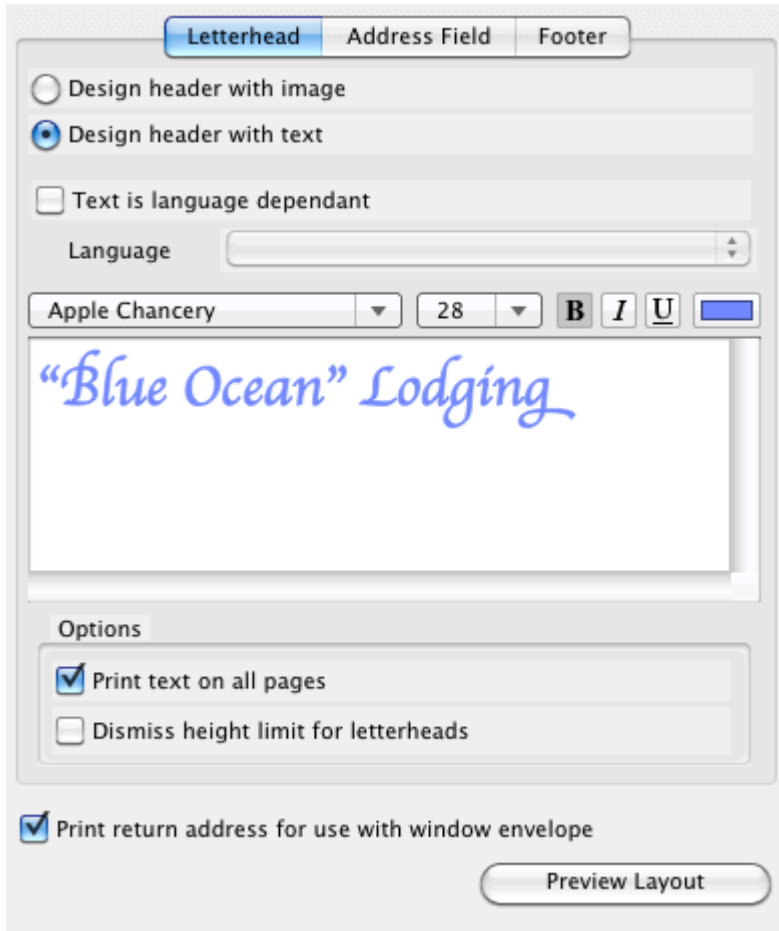 Letterhead Address Field Footer
Design header with image
Design header with text
Text is language dependant
Language
Apple Chancery 28 B I U
“Blue Ocean” Lodging
Options
Print text on all pages
Dismiss height limit for letterheads
Print return address for use with window envelope
Preview Layout